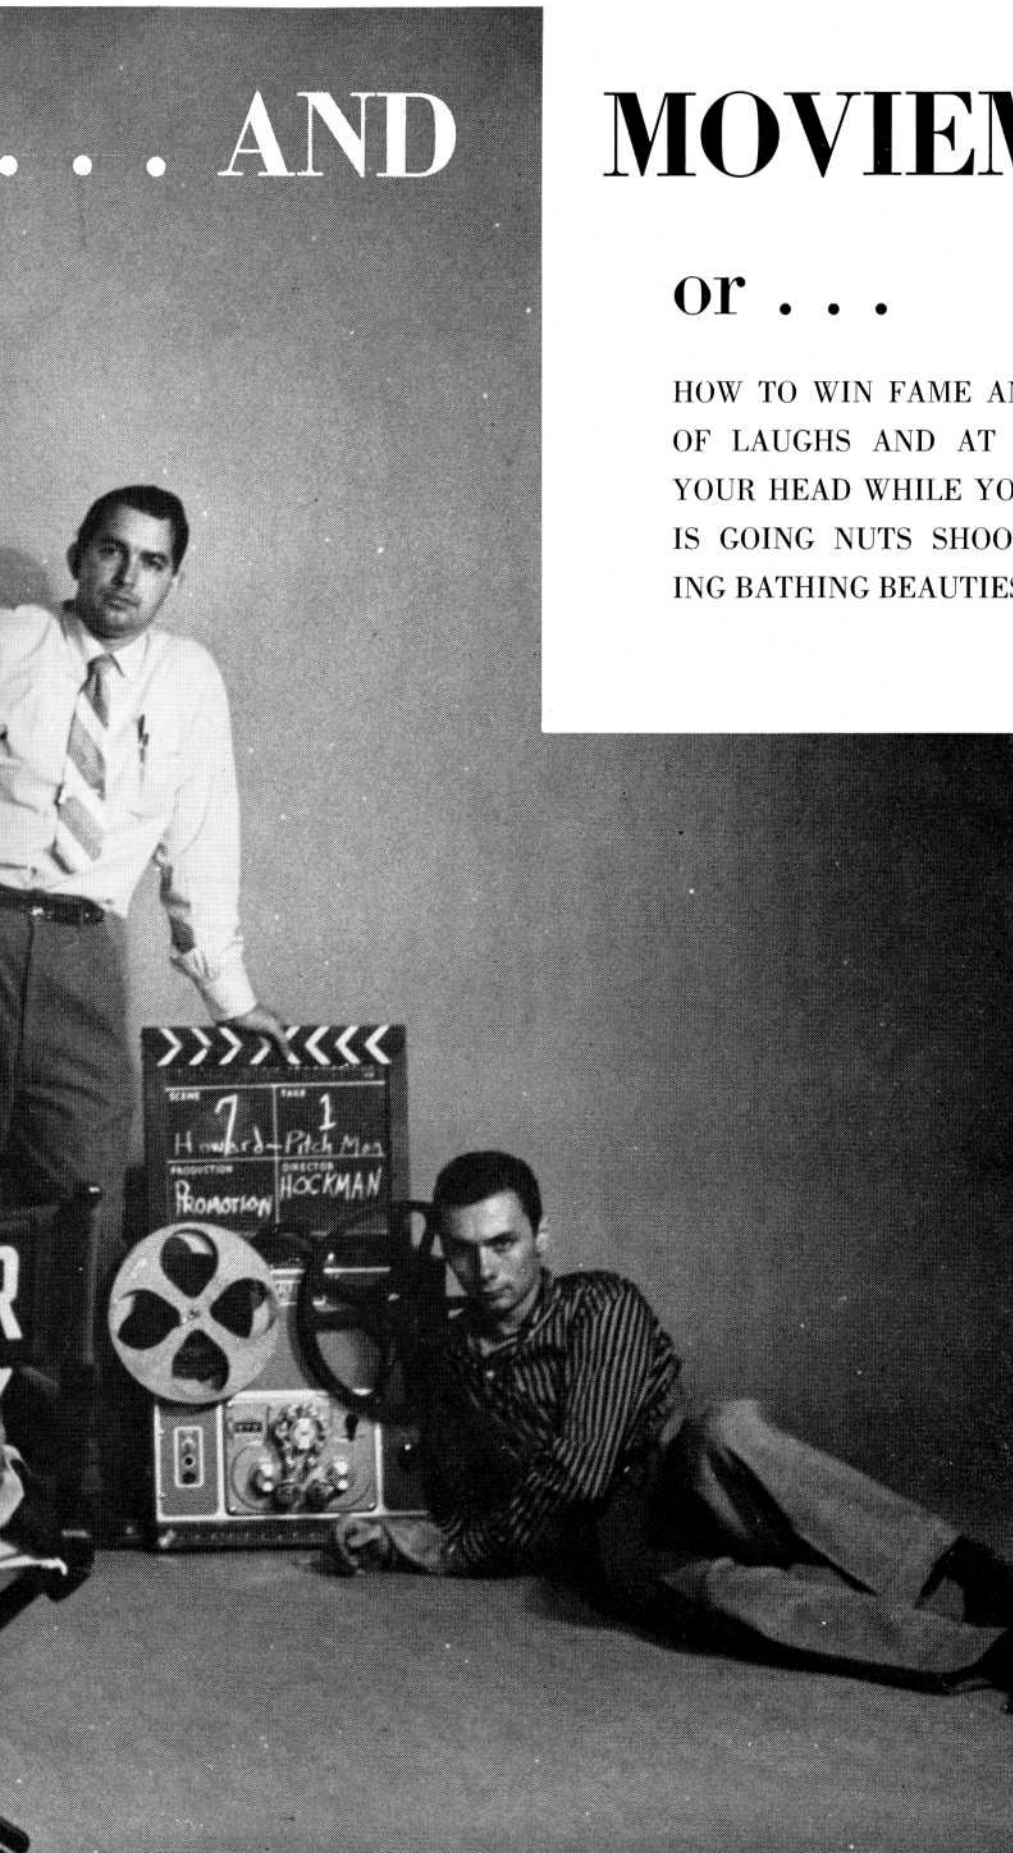 . . . AND MOVIEM
or . . .
HOW TO WIN FAME AN
OF LAUGHS AND AT
YOUR HEAD WHILE YO
IS GOING NUTS SHOO
ING BATHING BEAUTIES
SCENE TAKE
7 1
Howard-Pitch Man
PRODUCTION DIRECTOR
PROMOTION HOCKMAN
R